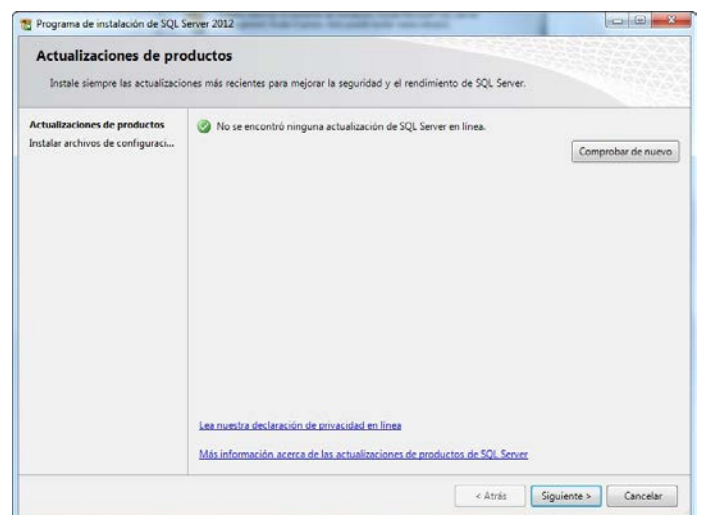 Programa de instalación de SQL Server 2012
Actualizaciones de productos
Instale siempre las actualizaciones más recientes para mejorar la seguridad y el rendimiento de SQL Server.
Actualizaciones de productos
Instalar archivos de configuraci...
No se encontró ninguna actualización de SQL Server en línea.
Comprobar de nuevo
Lea nuestra declaración de privacidad en línea
Más información acerca de las actualizaciones de productos de SQL Server
< Atrás
Siguiente >
Cancelar